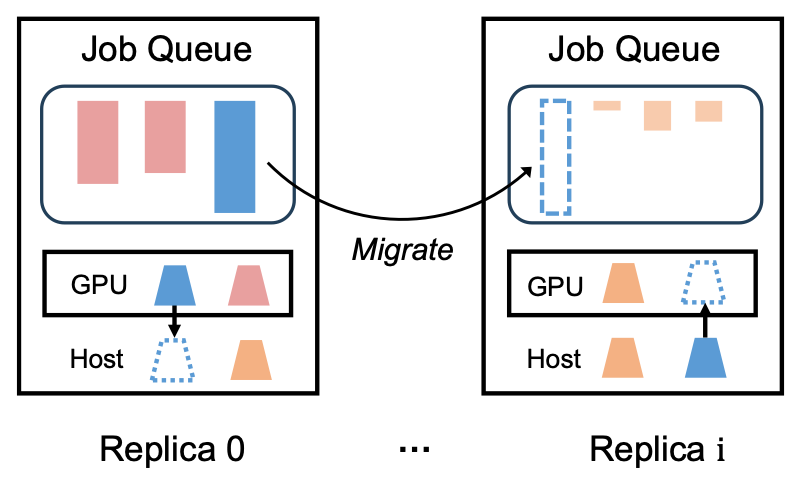 Job Queue
Job Queue
Migrate
GPU
GPU
Host
Host
Replica 0
...
Replica i